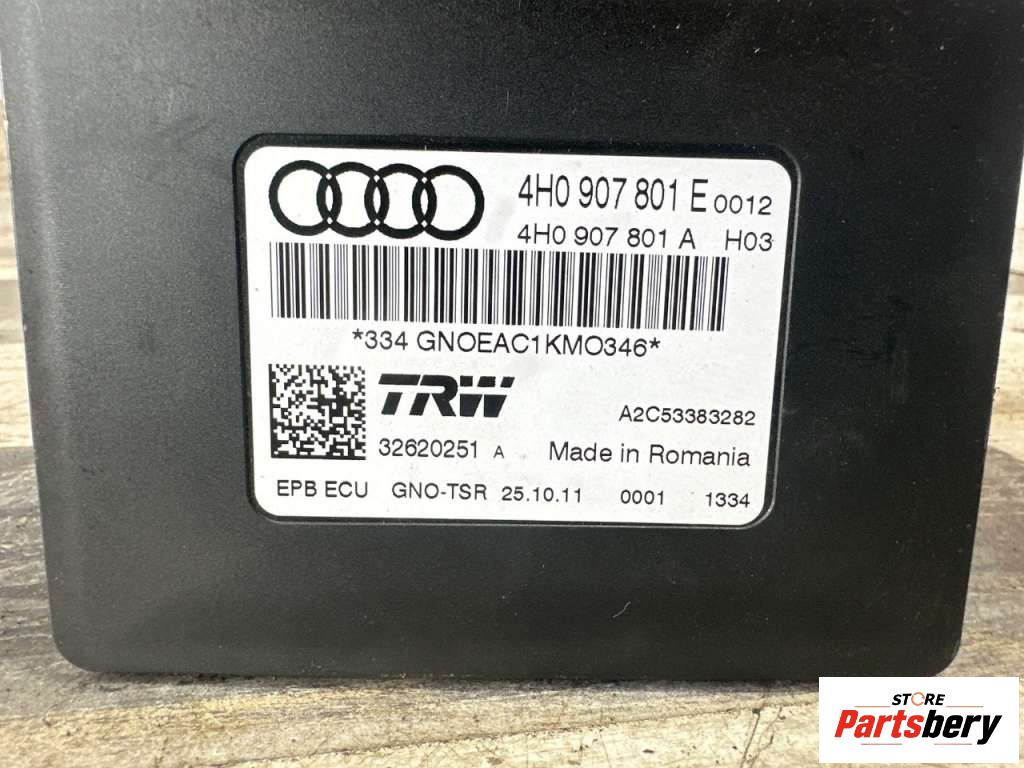 4H0 907 801 E 0012
4H0 907 801 A H03
*334 GNOEAC1KMO346*
TRW A2C53383282
32620251 A Made in Romania
EPB ECU GNO-TSR 25.10.11 0001 1334
STORE
Partsbery